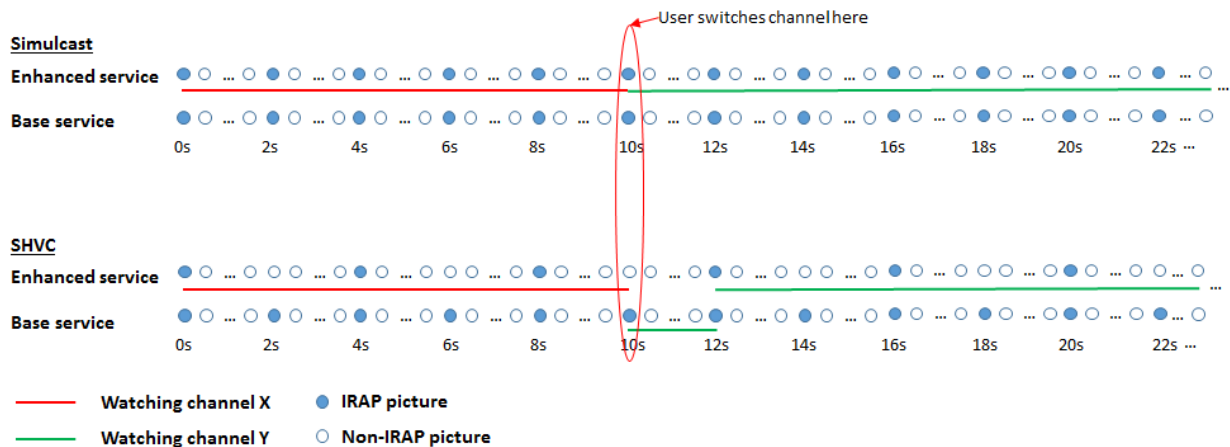 User switches channel here
Simulcast
Enhanced service ... ... ... ... ... ... ... ... ... ... ... ... ...
Base service ... ... ... ... ... ... ... ... ... ... ... ...
0s 2s 4s 6s 8s 10s 12s 14s 16s 18s 20s 22s ...
SHVC
Enhanced service ... ... ... ... ... ... ... ... ... ... ... ... ...
Base service ... ... ... ... ... ... ... ... ... ... ... ...
0s 2s 4s 6s 8s 10s 12s 14s 16s 18s 20s 22s ...
Watching channel X IRAP picture
Watching channel Y Non-IRAP picture